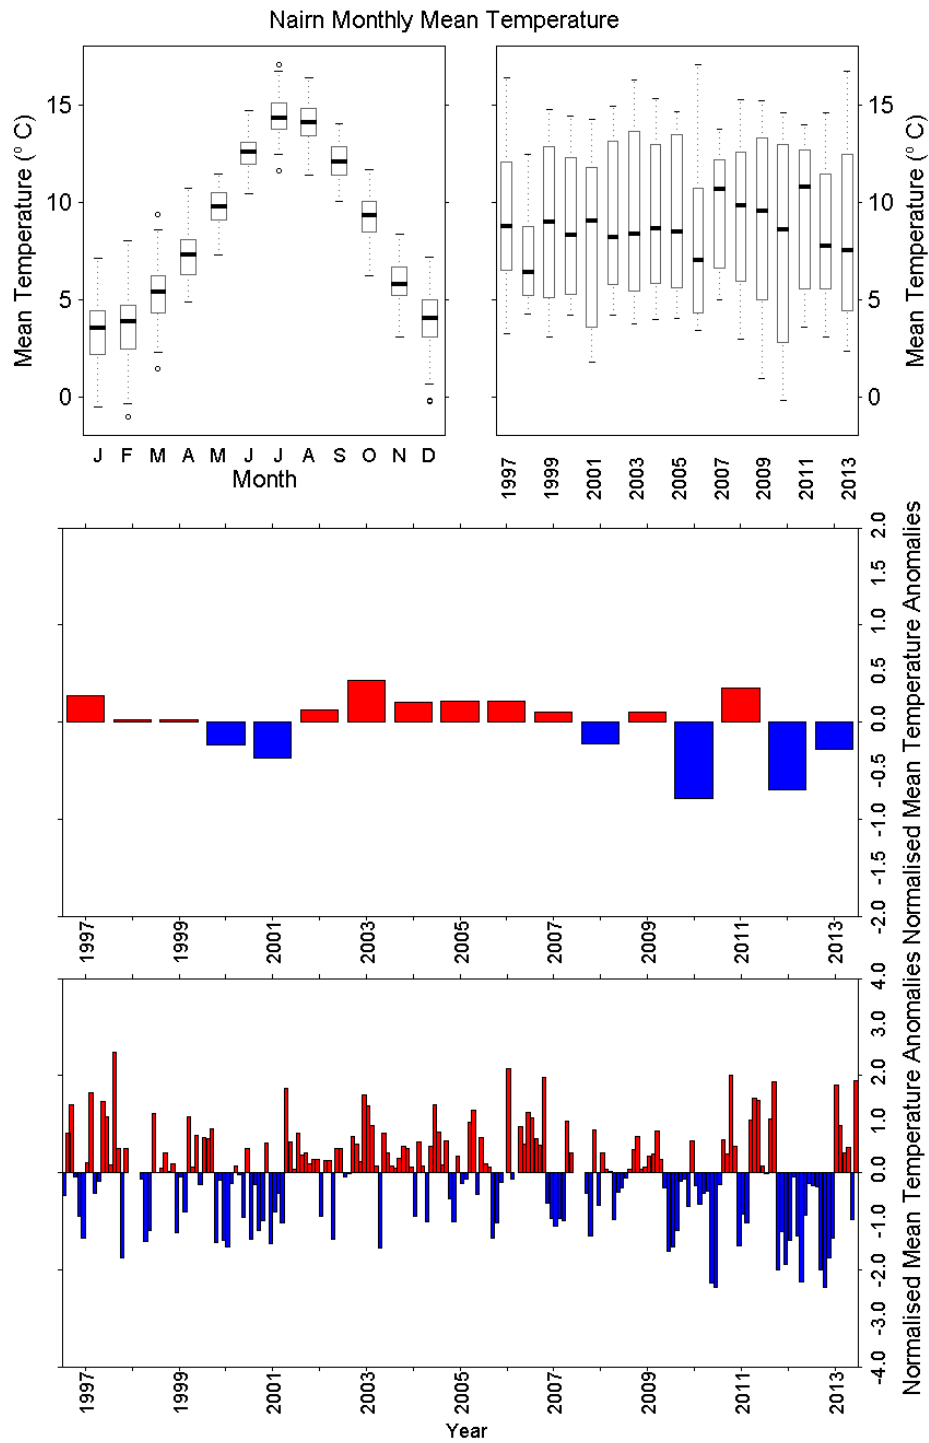 Nairn Monthly Mean Temperature
Mean Temperature (° C)
15
10
5
0
J F M A M J J A S O N D
Month
15
10
5
0
Mean Temperature (° C)
1997 1999 2001 2003 2005 2007 2009 2011 2013
2.0
1.5
1.0
0.5
0.0
-0.5
-1.0
-1.5
-2.0
Normalised Mean Temperature Anomalies
1997 1999 2001 2003 2005 2007 2009 2011 2013
4.0
3.0
2.0
1.0
0.0
-1.0
-2.0
-3.0
-4.0
Normalised Mean Temperature Anomalies
1997 1999 2001 2003 2005 2007 2009 2011 2013
Year